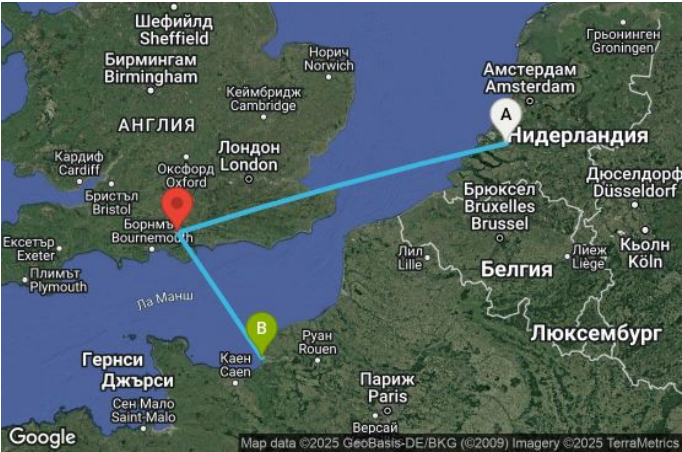 Шефийлд
Sheffield
Грьонинген
Groningen
Норич
Norwich
Бирмингам
Birmingham
Амстердам
Amsterdam
Кеймбридж
Cambridge
A
АНГЛИЯ
Нидерландия
Лондон
London
Кардиф
Cardiff
Оксфорд
Oxford
Дюселдорф
Düsseldorf
Бристъл
Bristol
Брюксел
Bruxelles
Brussel
Борнмъ
Bournemouth
Ексетър
Exeter
Лил
Lille
Лиеж
Liège
Кьолн
Köln
Плимът
Plymouth
Белгия
Ла Манш
B
Люксембург
Руан
Rouen
Гернси
Каен
Caen
Джърси
Париж
Paris
Сен Мало
Saint-Malo
Версай
Google
Map data ©2025 GeoBasis-DE/BKG (©2009) Imagery ©2025 TerraMetrics